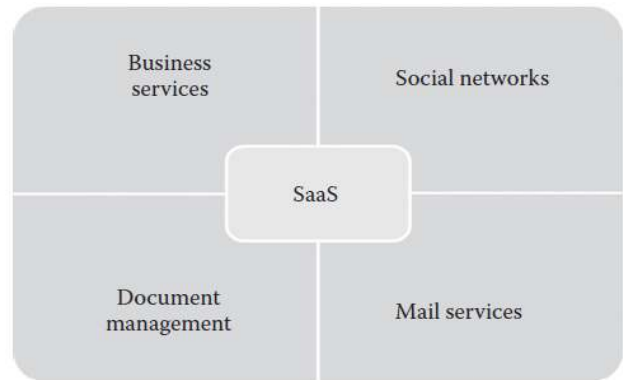 Business
services
Social networks
SaaS
Document
management
Mail services